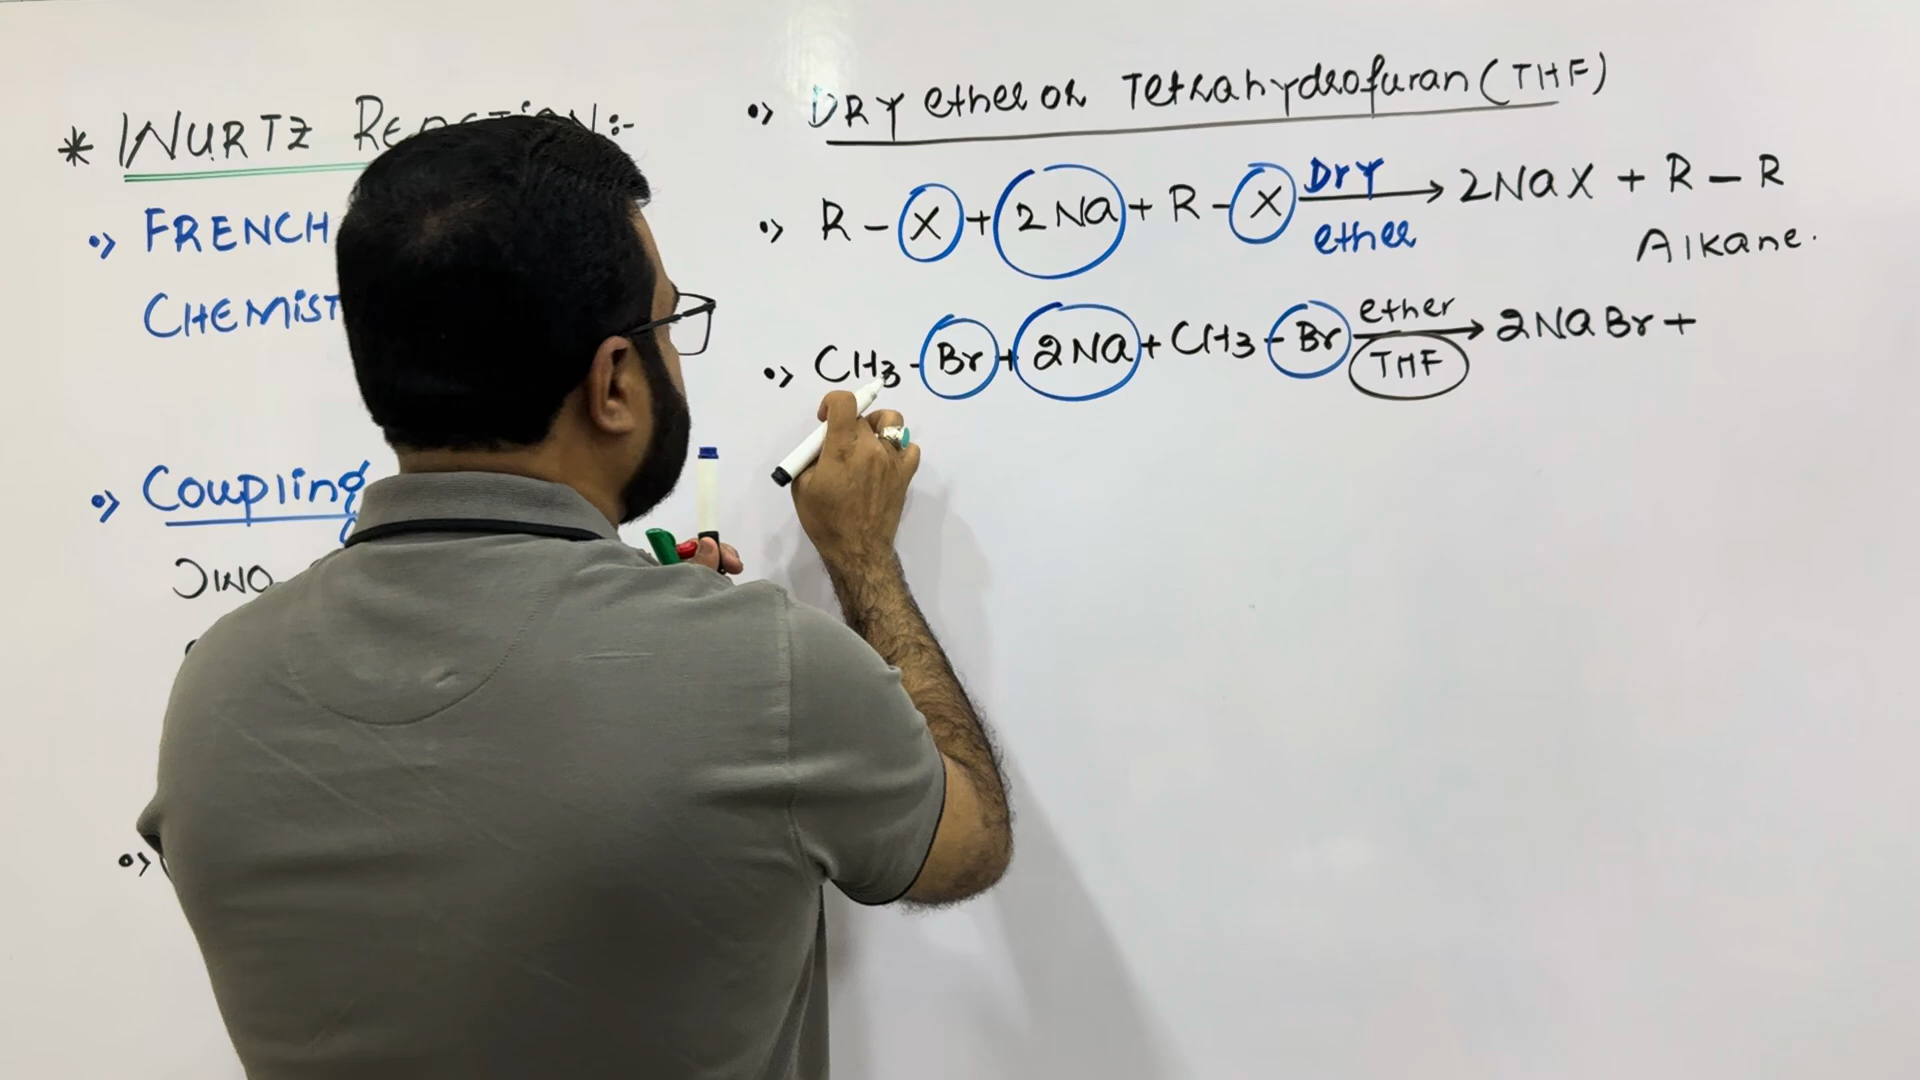 * WURTZ REACTION:-
•> FRENCH
CHEMIST
•> Coupling
•> DRY ether or Tetrahydrofuran (THF)
•> R - X + 2Na + R - X Dry ether → 2NaX + R - R
Alkane.
•> CH3 - Br + 2Na + CH3 - Br ether THF → 2NaBr +